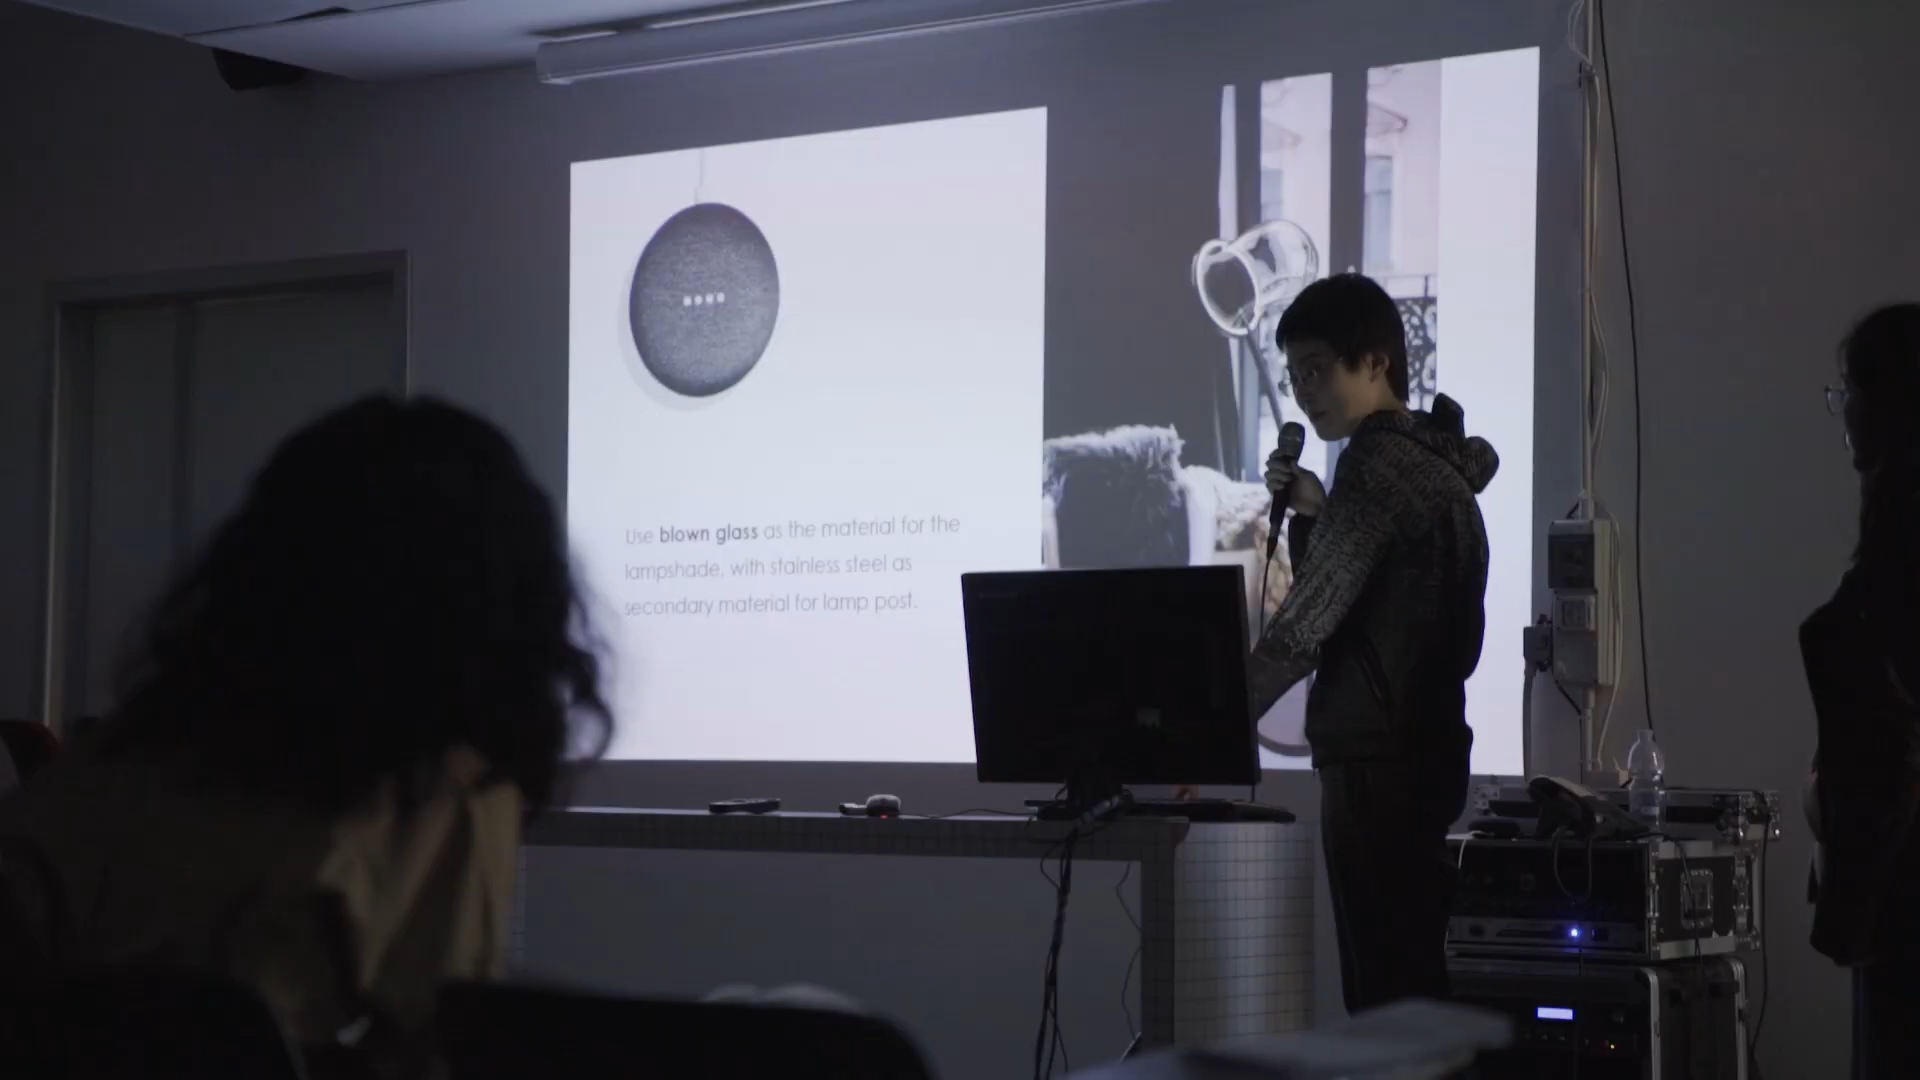 Use blown glass as the material for the
lampshade, with stainless steel as
secondary material for lamp post.